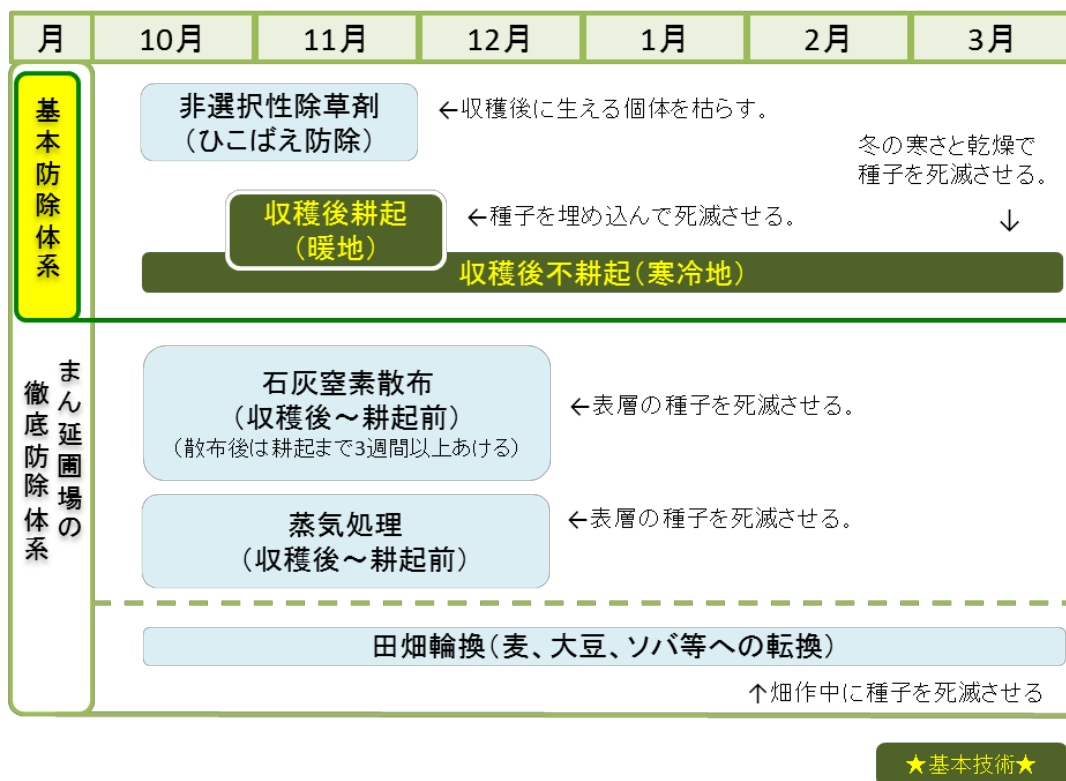 月 10月 11月 12月 1月 2月 3月
基本防除体系
非選択性除草剤
（ひこばえ防除）
←収穫後に生える個体を枯らす。
冬の寒さと乾燥で
種子を死滅させる。
↓
収穫後耕起
（暖地）
←種子を埋め込んで死滅させる。
収穫後不耕起（寒冷地）
まん延圃場の
徹底防除体系
石灰窒素散布
（収穫後～耕起前）
（散布後は耕起まで3週間以上あける）
←表層の種子を死滅させる。
蒸気処理
（収穫後～耕起前）
←表層の種子を死滅させる。
田畑輪換（麦、大豆、ソバ等への転換）
↑畑作中に種子を死滅させる
★基本技術★